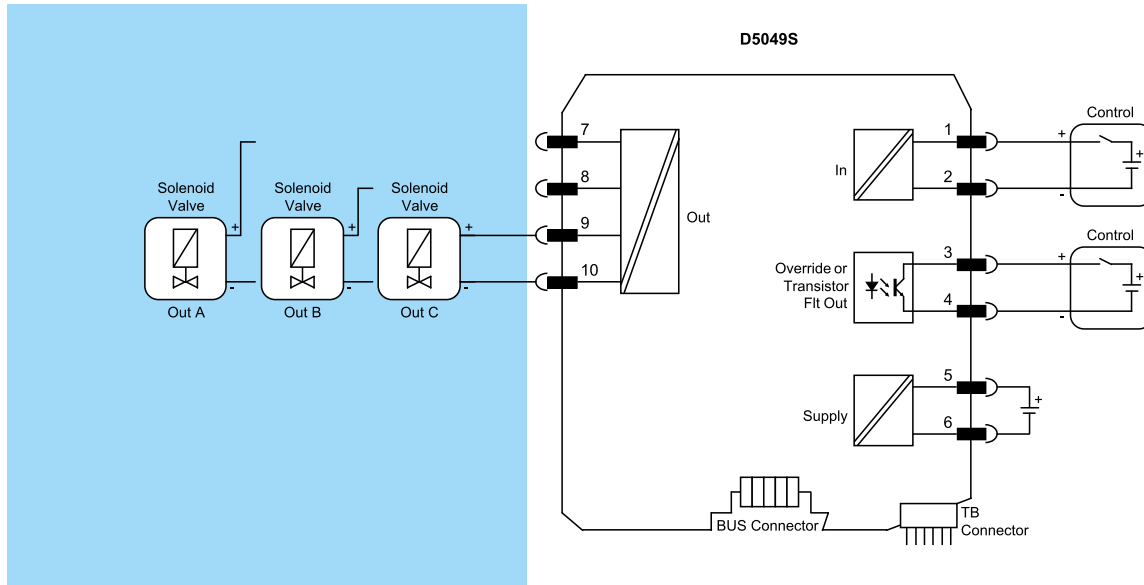 D5049S
7
8
9
10
Out
Solenoid
Valve
+
-
Out A
Solenoid
Valve
+
-
Out B
Solenoid
Valve
+
-
Out C
In
1
2
+
-
Control
+
Override or
Transistor
Flt Out
3
4
+
-
Control
+
Supply
5
6
+
BUS Connector
TB
Connector